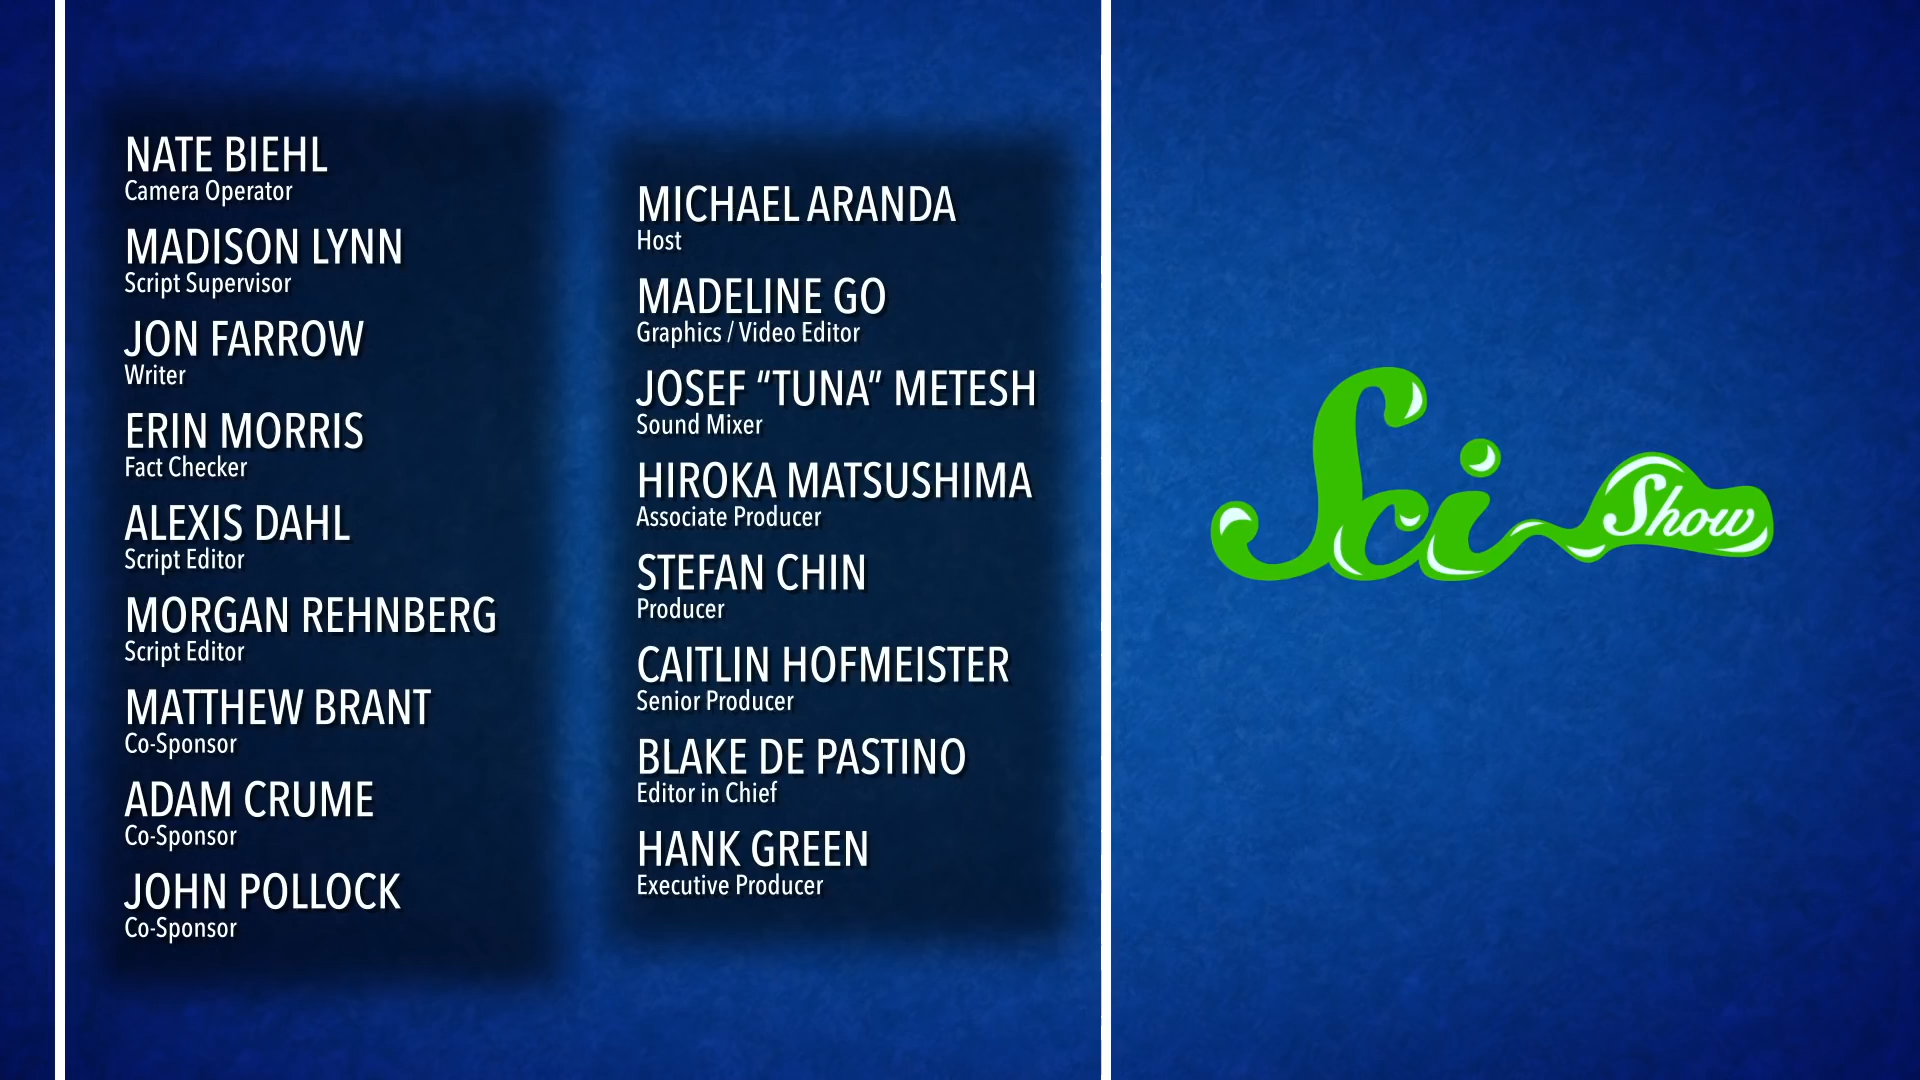 NATE BIEHL
Camera Operator
MADISON LYNN
Script Supervisor
JON FARROW
Writer
ERIN MORRIS
Fact Checker
ALEXIS DAHL
Script Editor
MORGAN REHNBERG
Script Editor
MATTHEW BRANT
Co-Sponsor
ADAM CRUME
Co-Sponsor
JOHN POLLOCK
Co-Sponsor
MICHAEL ARANDA
Host
MADELINE GO
Graphics / Video Editor
JOSEF “TUNA” METESH
Sound Mixer
HIROKA MATSUSHIMA
Associate Producer
STEFAN CHIN
Producer
CAITLIN HOFMEISTER
Senior Producer
BLAKE DE PASTINO
Editor in Chief
HANK GREEN
Executive Producer
Sci Show